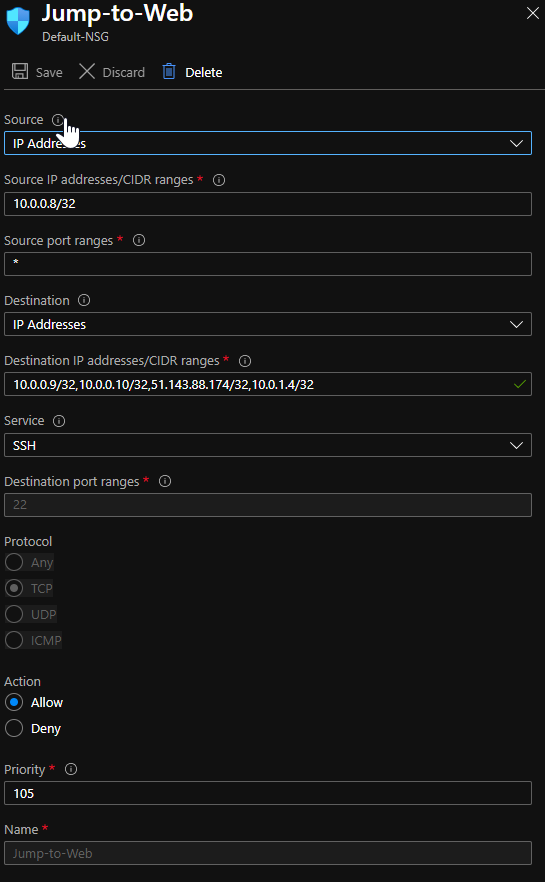 Jump-to-Web
Default-NSG
Save Discard Delete
Source
IP Addresses
Source IP addresses/CIDR ranges *
10.0.0.8/32
Source port ranges *
*
Destination
IP Addresses
Destination IP addresses/CIDR ranges *
10.0.0.9/32,10.0.0.10/32,51.143.88.174/32,10.0.1.4/32
Service
SSH
Destination port ranges *
22
Protocol
Any
TCP
UDP
ICMP
Action
Allow
Deny
Priority *
105
Name *
Jump-to-Web